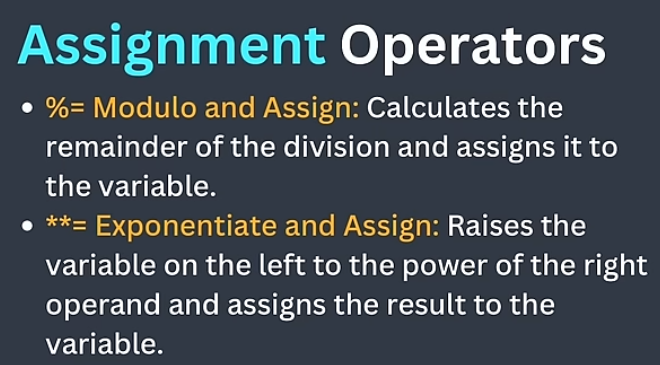 Assignment Operators
• %= Modulo and Assign: Calculates the
remainder of the division and assigns it to
the variable.
• **= Exponentiate and Assign: Raises the
variable on the left to the power of the right
operand and assigns the result to the
variable.